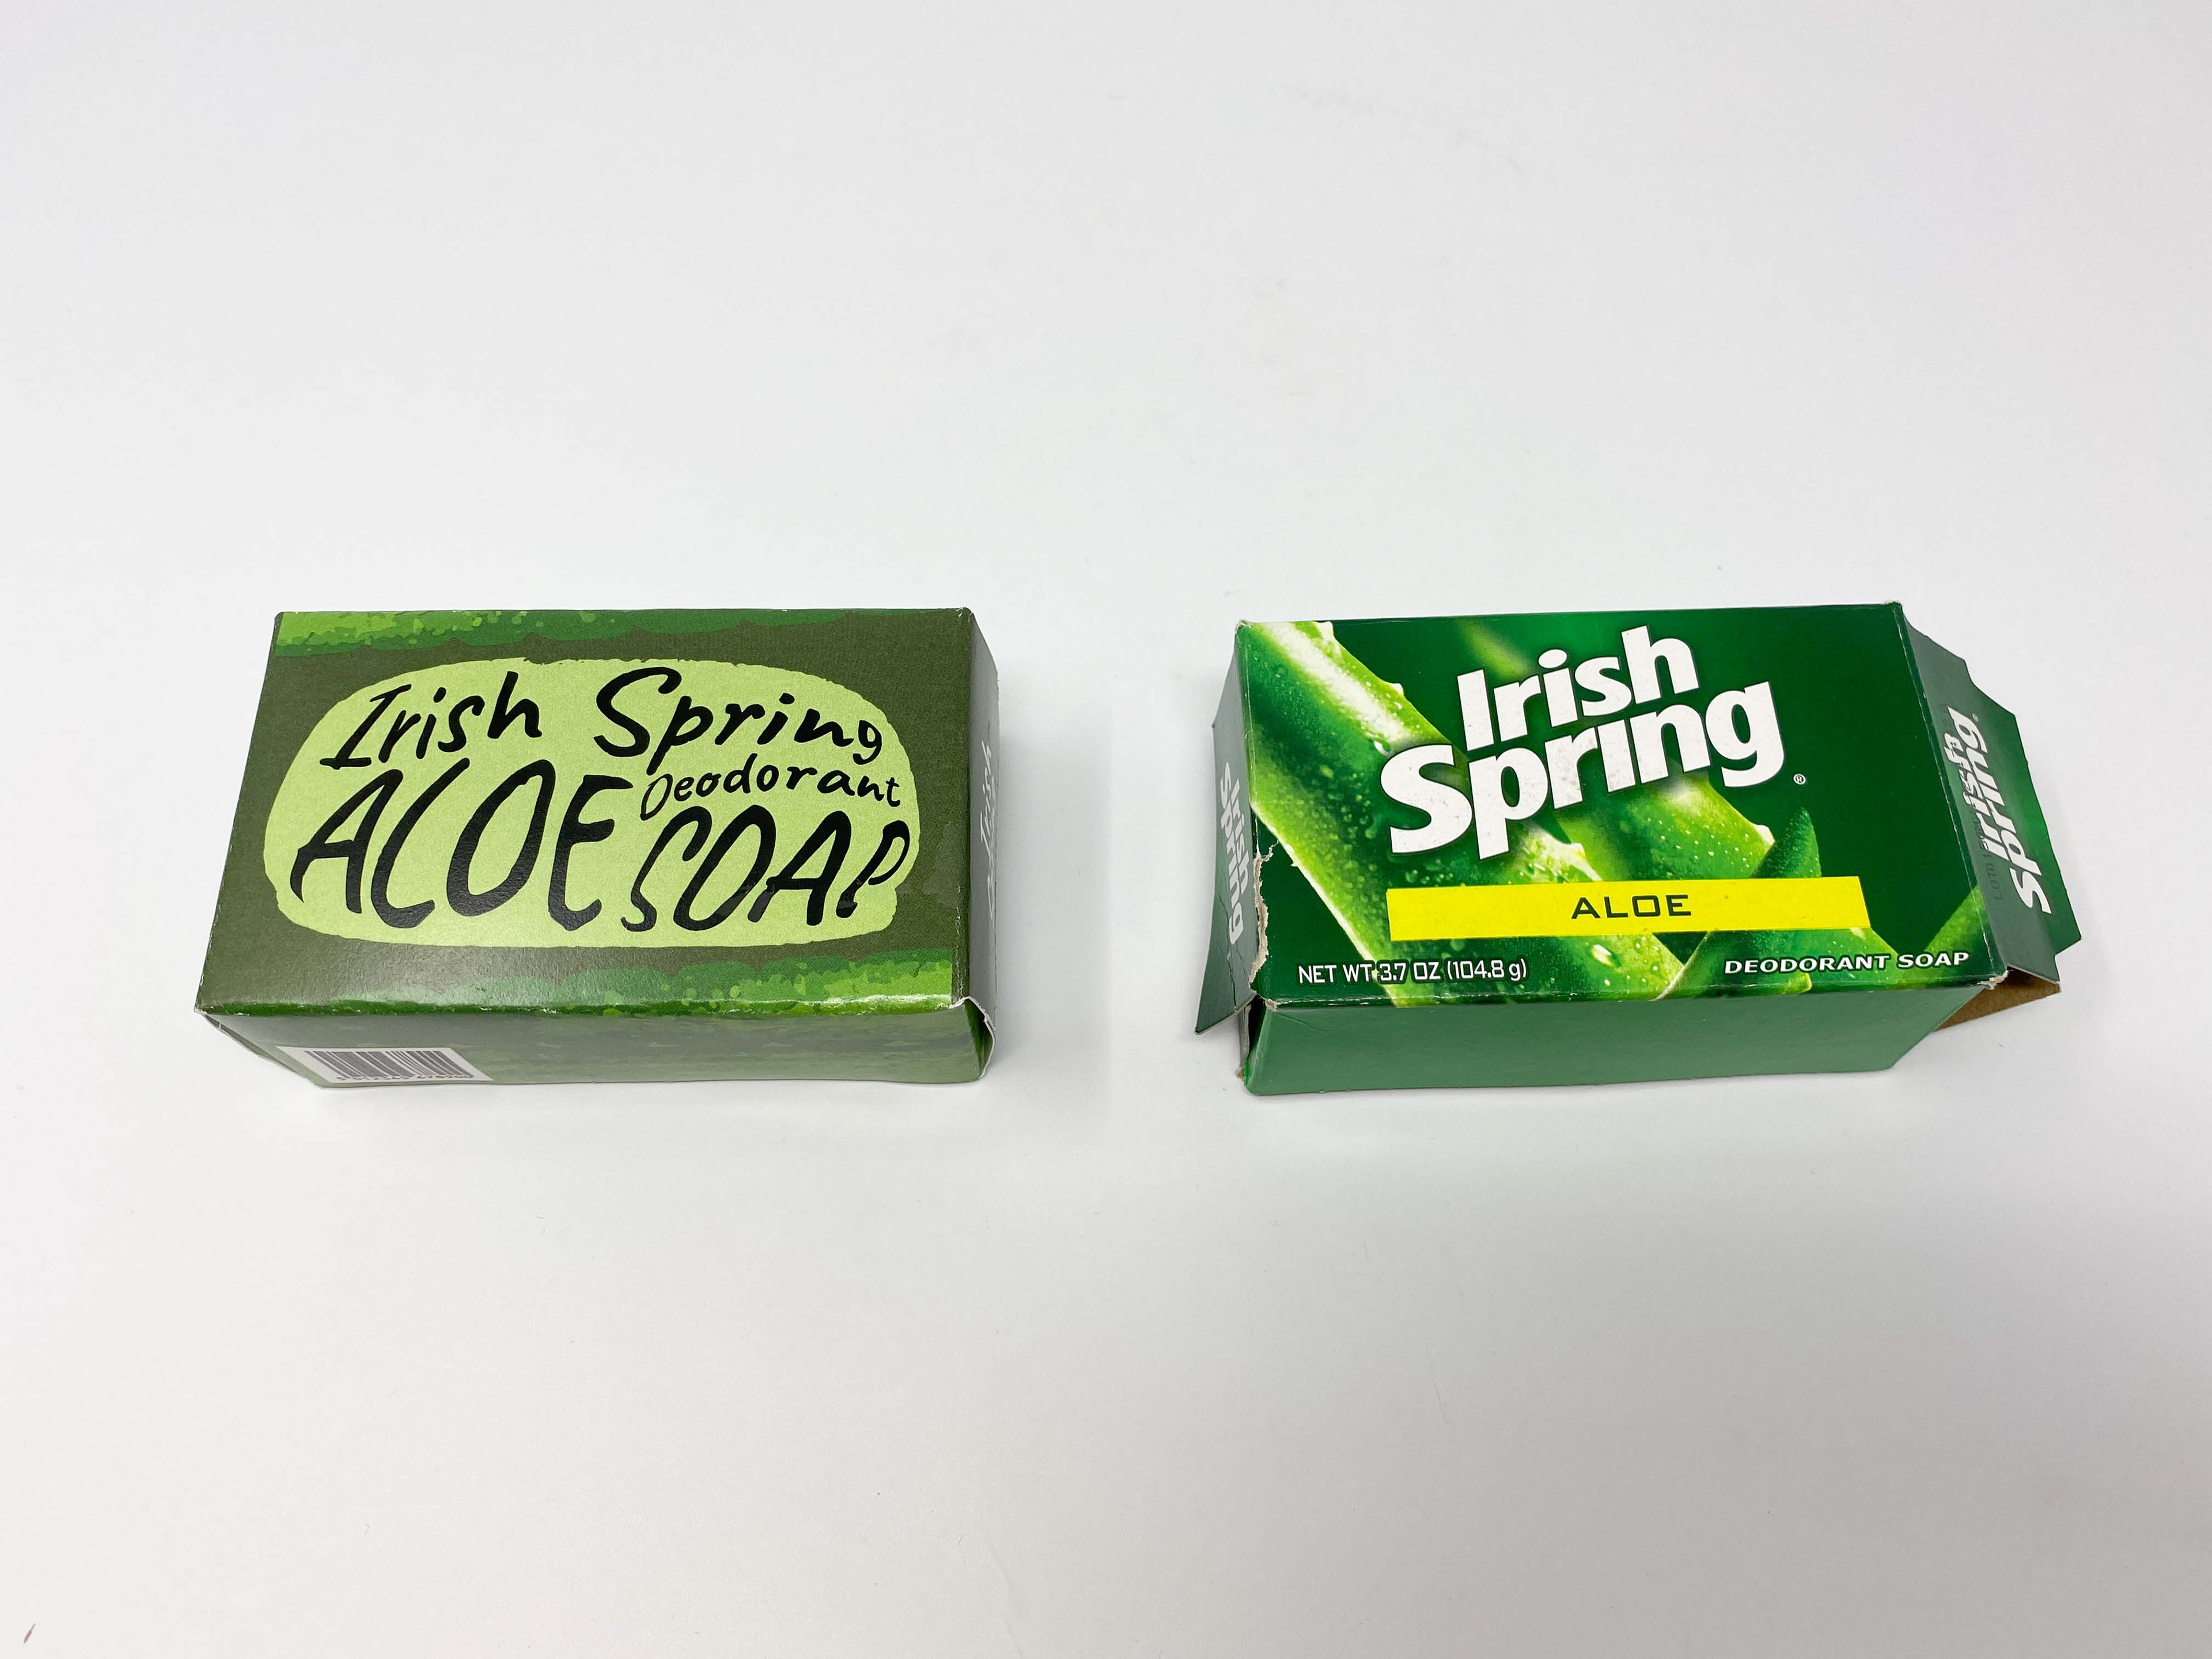 Irish Spring
Deodorant
ALOE SOAP
Irish
Irish
Spring®
ALOE
NET WT 3.7 OZ (104.8 g)
DEODORANT SOAP
Irish
Spring
Irish
Spring®